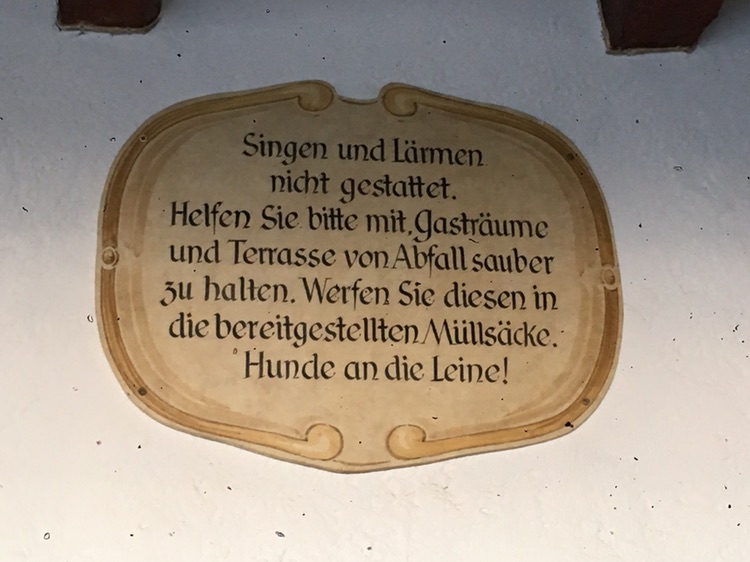 Singen und Lärmen
nicht gestattet.
Helfen Sie bitte mit, Gasträume
und Terrasse von Abfall sauber
zu halten. Werfen Sie diesen in
die bereitgestellten Müllsäcke.
Hunde an die Leine!